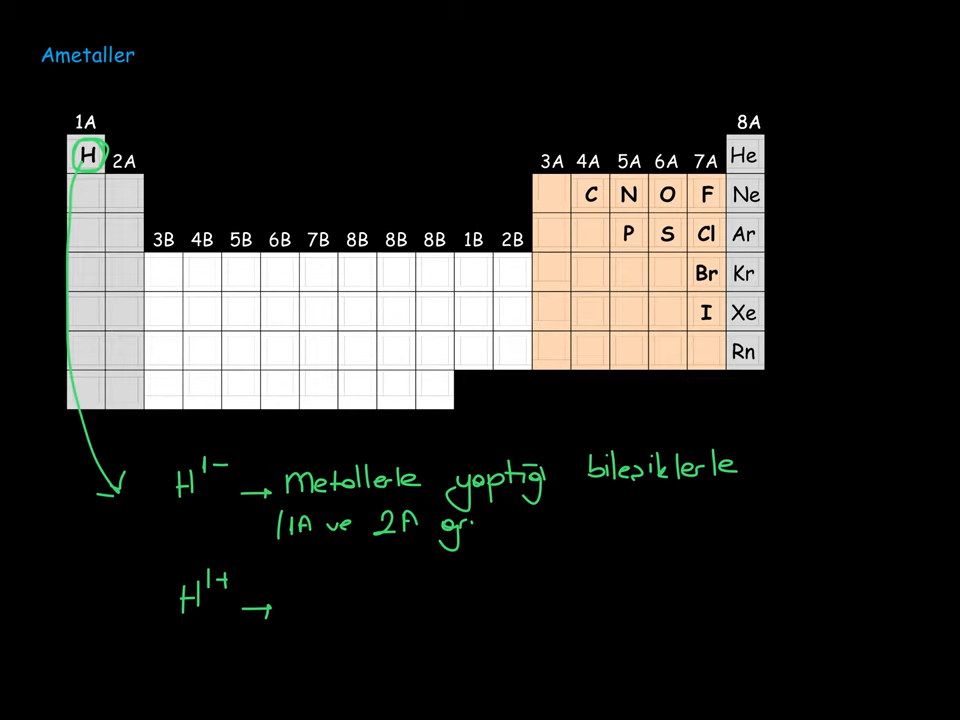 Ametaller
1A 8A
H 2A 3A 4A 5A 6A 7A He
C N O F Ne
3B 4B 5B 6B 7B 8B 8B 8B 1B 2B P S Cl Ar
Br Kr
I Xe
Rn
H1- → Metallerle yaptığı bileşiklerle
(1A ve 2A gr.
H1+ →